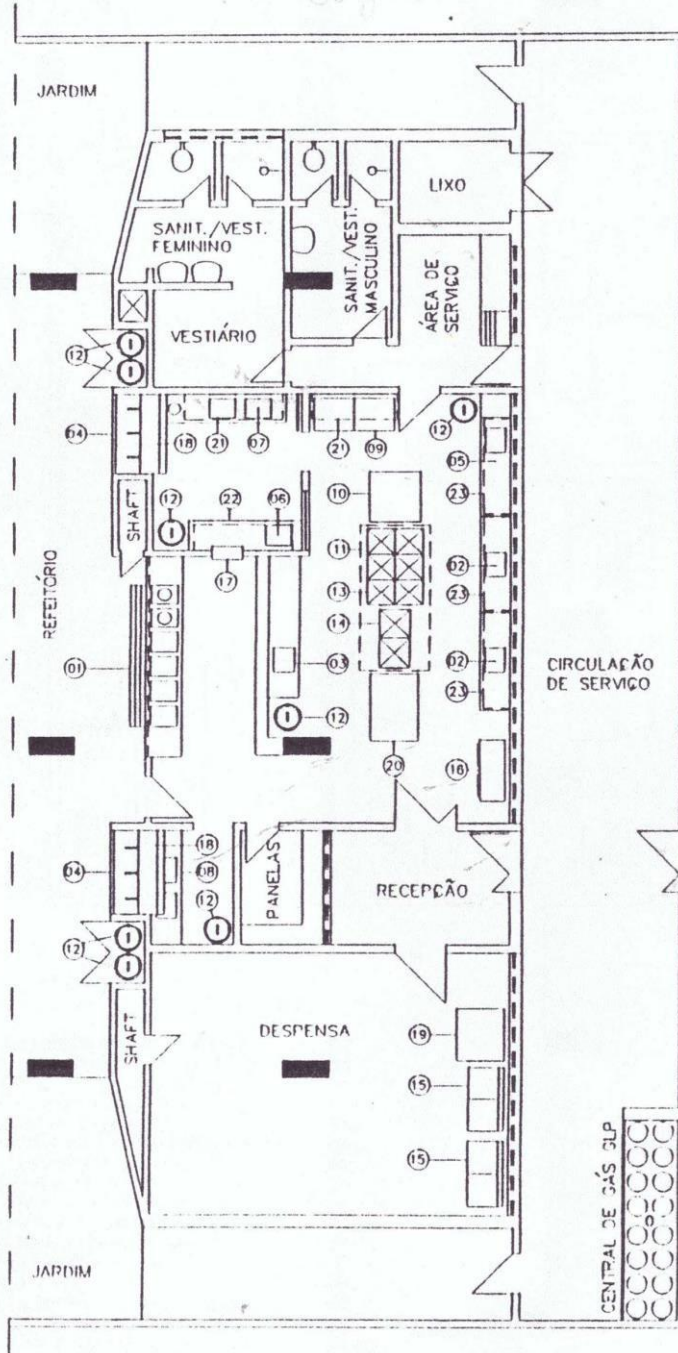 JARDIM
LIXO
SANIT./VEST.
FEMININO
SANIT./VEST.
MASCULINO
ÁREA DE
SERVIÇO
VESTIÁRIO
12
04
18
21
07
21
09
12
05
SHAFT
12
22
06
10
23
11
17
02
13
23
14
REFEITÓRIO
01
03
02
CIRCULAÇÃO
DE SERVIÇO
23
12
20
16
04
18
08
PANELAS
RECEPÇÃO
12
12
SHAFT
DESPENSA
19
15
15
CENTRAL DE GÁS GLP
JARDIM